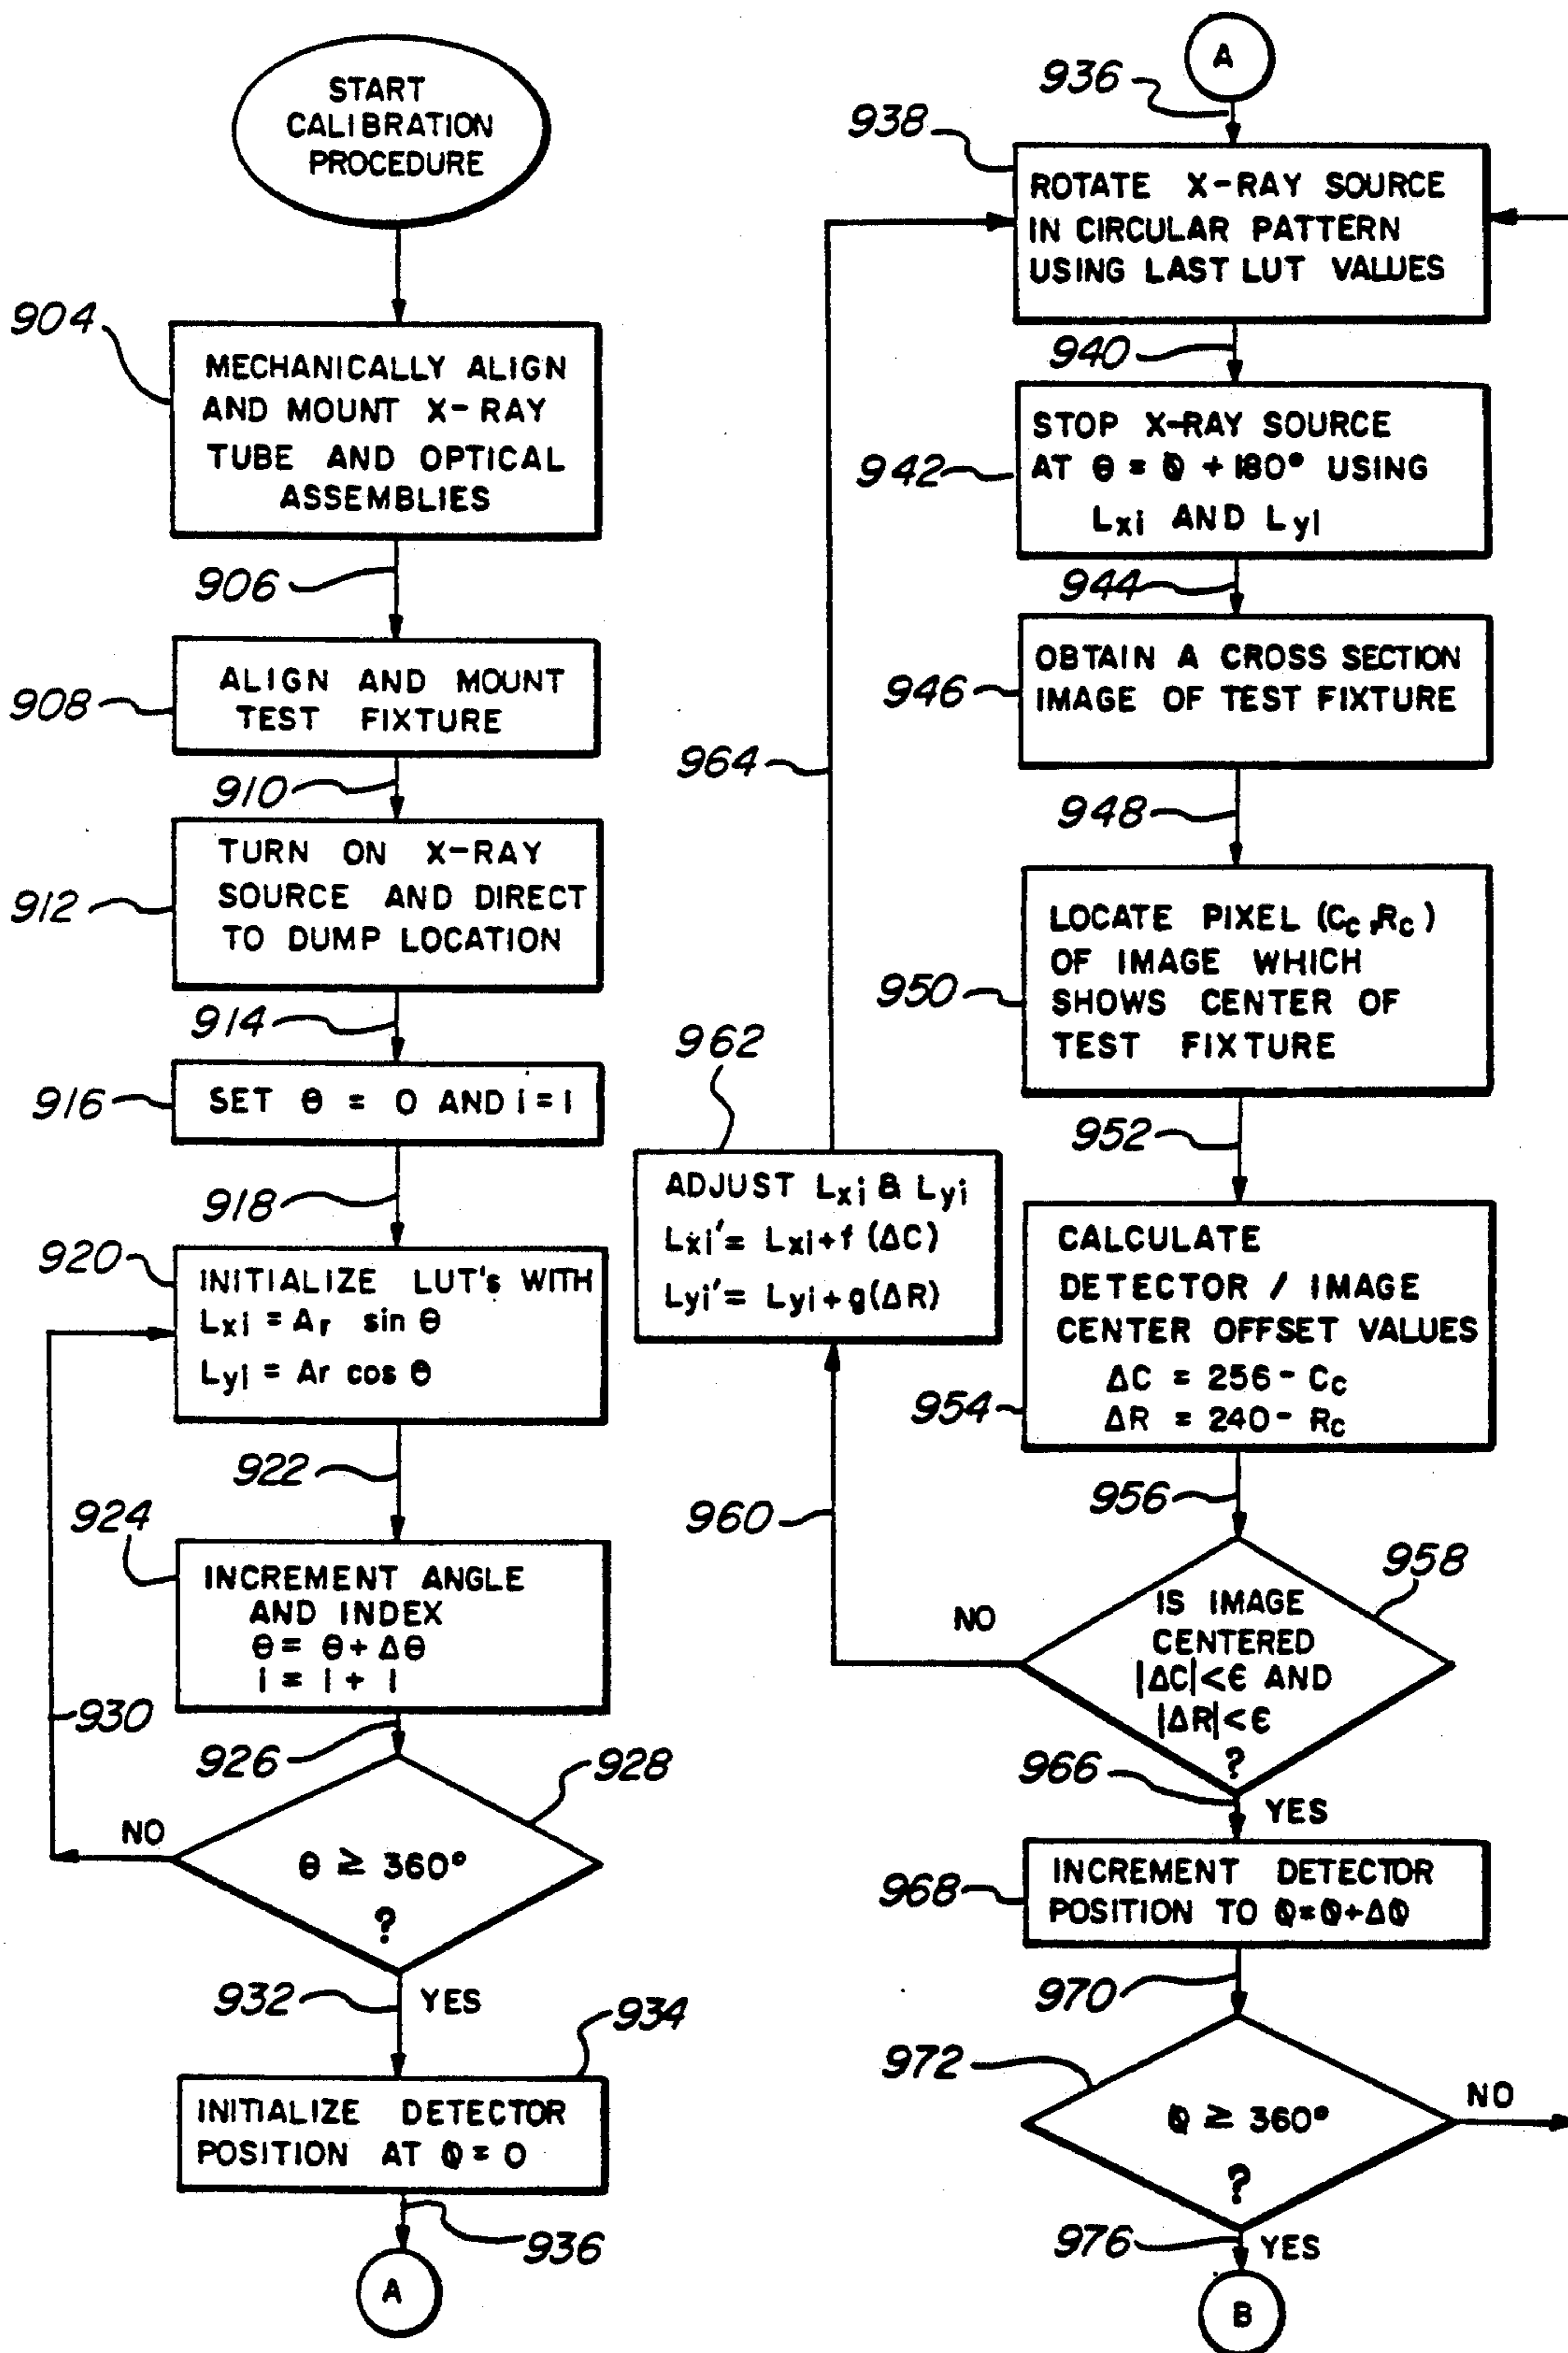 START
CALIBRATION
PROCEDURE
904
MECHANICALLY ALIGN
AND MOUNT X-RAY
TUBE AND OPTICAL
ASSEMBLIES
906
908
ALIGN AND MOUNT
TEST FIXTURE
910
912
TURN ON X-RAY
SOURCE AND DIRECT
TO DUMP LOCATION
914
916
SET θ = 0 AND i = 1
918
920
INITIALIZE LUT's WITH
Lxi = Ar sin θ
Lyi = Ar cos θ
922
924
INCREMENT ANGLE
AND INDEX
θ = θ + Δθ
i = i + 1
930
926
928
NO
θ ≥ 360°
?
932
YES
934
INITIALIZE DETECTOR
POSITION AT Φ = 0
936
A
A
936
938
ROTATE X-RAY SOURCE
IN CIRCULAR PATTERN
USING LAST LUT VALUES
940
942
STOP X-RAY SOURCE
AT θ = Φ + 180° USING
Lxi AND Lyi
944
946
OBTAIN A CROSS SECTION
IMAGE OF TEST FIXTURE
964
948
950
LOCATE PIXEL (Cc,Rc)
OF IMAGE WHICH
SHOWS CENTER OF
TEST FIXTURE
952
962
ADJUST Lxi & Lyi
Lxi' = Lxi + f (ΔC)
Lyi' = Lyi + g(ΔR)
954
CALCULATE
DETECTOR / IMAGE
CENTER OFFSET VALUES
ΔC = 256 - Cc
ΔR = 240 - Rc
956
960
958
NO
IS IMAGE
CENTERED
|ΔC|<ϵ AND
|ΔR|<ϵ
?
966
YES
968
INCREMENT DETECTOR
POSITION TO Φ=Φ+ΔΦ
970
972
NO
Φ ≥ 360°
?
976
YES
B